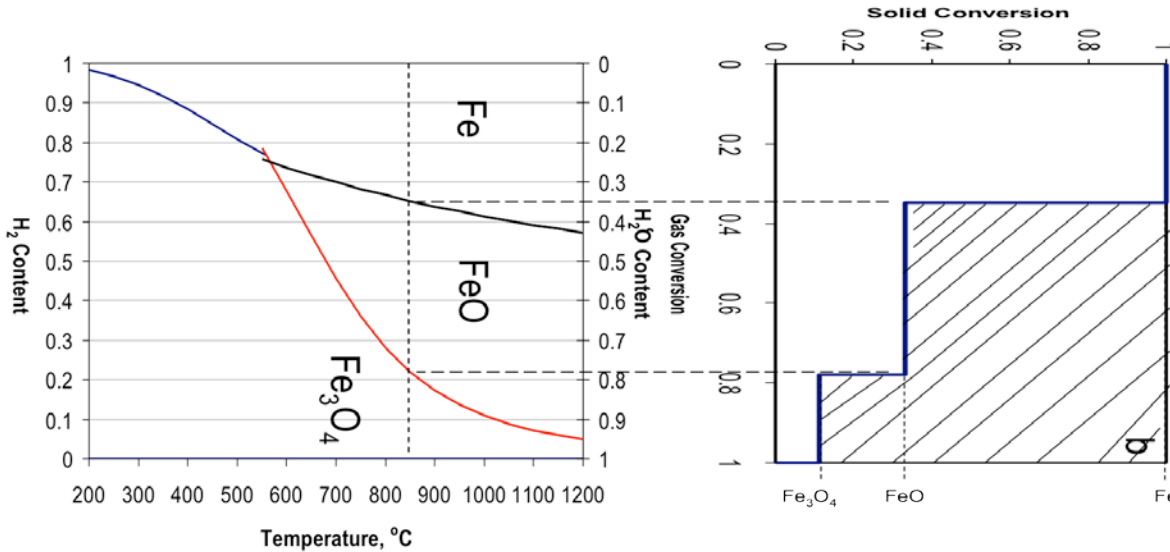 Solid Conversion
0 0.2 0.4 0.6 0.8 1
1 0.9 0.8 0.7 0.6 0.5 0.4 0.3 0.2 0.1 0
H₂ Content
Fe
FeO
Fe₃O₄
0 0.1 0.2 0.3 0.4 0.5 0.6 0.7 0.8 0.9 1
H₂O Content
200 300 400 500 600 700 800 900 1000 1100 1200
Temperature, °C
Gas Conversion
0 0.2 0.4 0.6 0.8 1
b
Fe₃O₄ FeO Fe